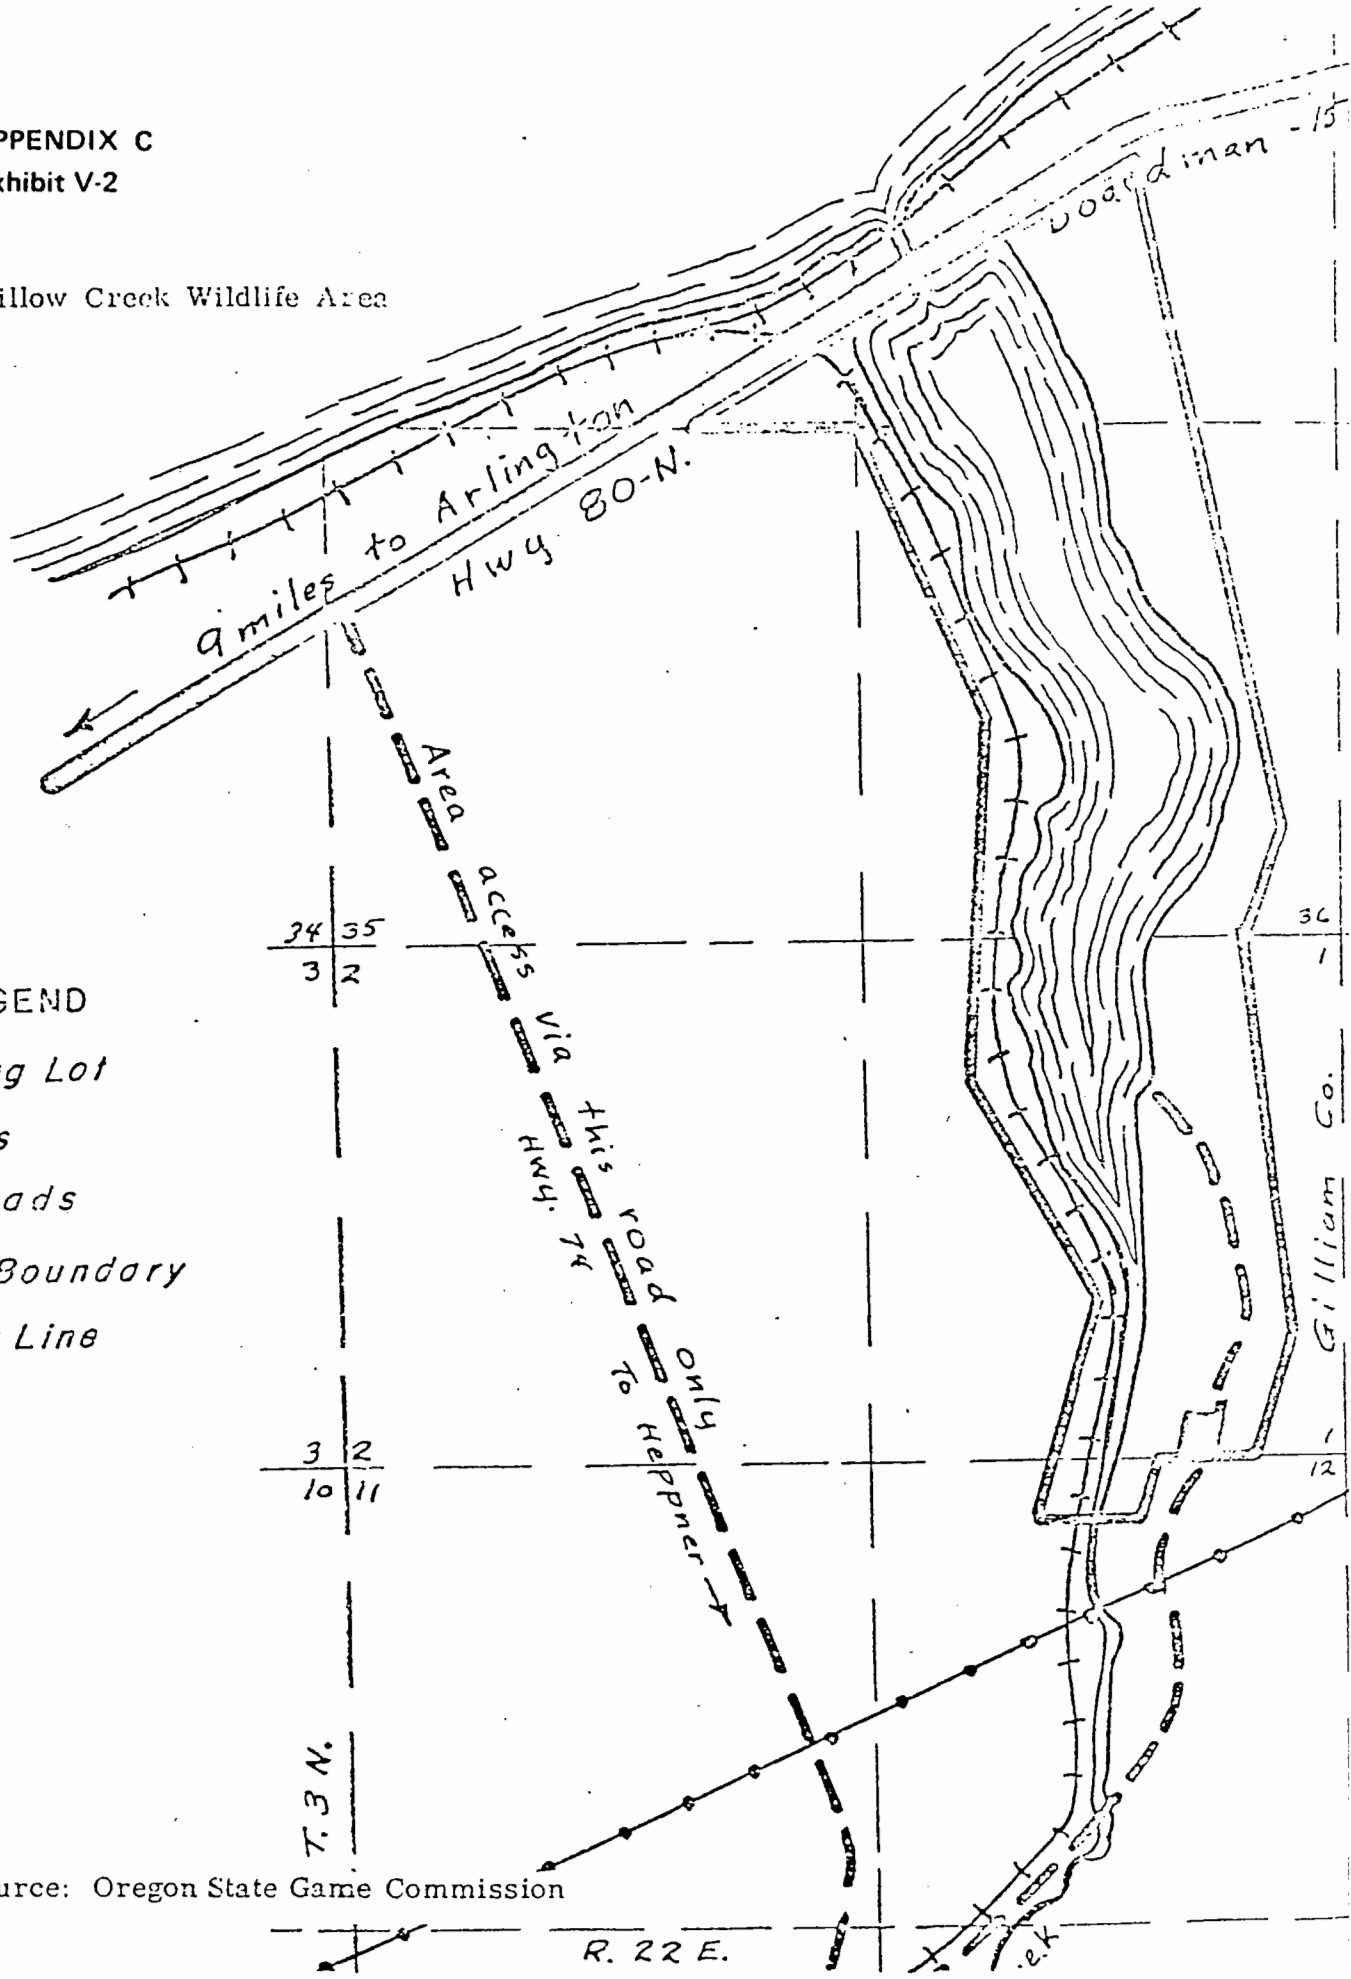 PPENDIX C
xhibit V-2
illow Creek Wildlife Area
Boardman - 15
9 miles to Arlington
Hwy 80-N.
Area access via this road only
Hwy. 74
To Heppner
34 35
3 2
36
1
GEND
g Lot
s
ads
Boundary
Line
Gilliam Co.
3 2
10 11
1
12
T. 3 N.
urce: Oregon State Game Commission
R. 22 E.
e.k